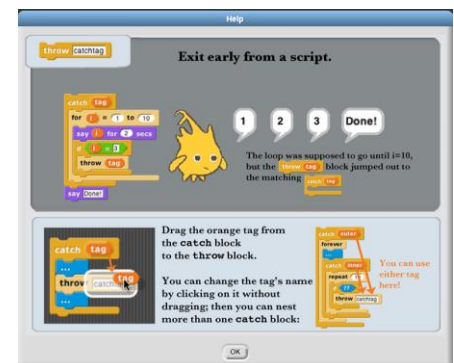 Help
throw catchtag
Exit early from a script.
catch tag
for i = 1 to 10
say i for 2 secs
if i = 3
throw tag
say Done!
1 2 3 Done!
The loop was supposed to go until i=10,
but the throw tag block jumped out to
the matching catch tag
Drag the orange tag from
the catch block
to the throw block.
You can change the tag's name
by clicking on it without
dragging; then you can nest
more than one catch block:
catch tag
...
throw catchtag tag
...
catch outer
forever
...
catch inner
repeat
...
if
throw catchtag
You can use
either tag
here!
OK